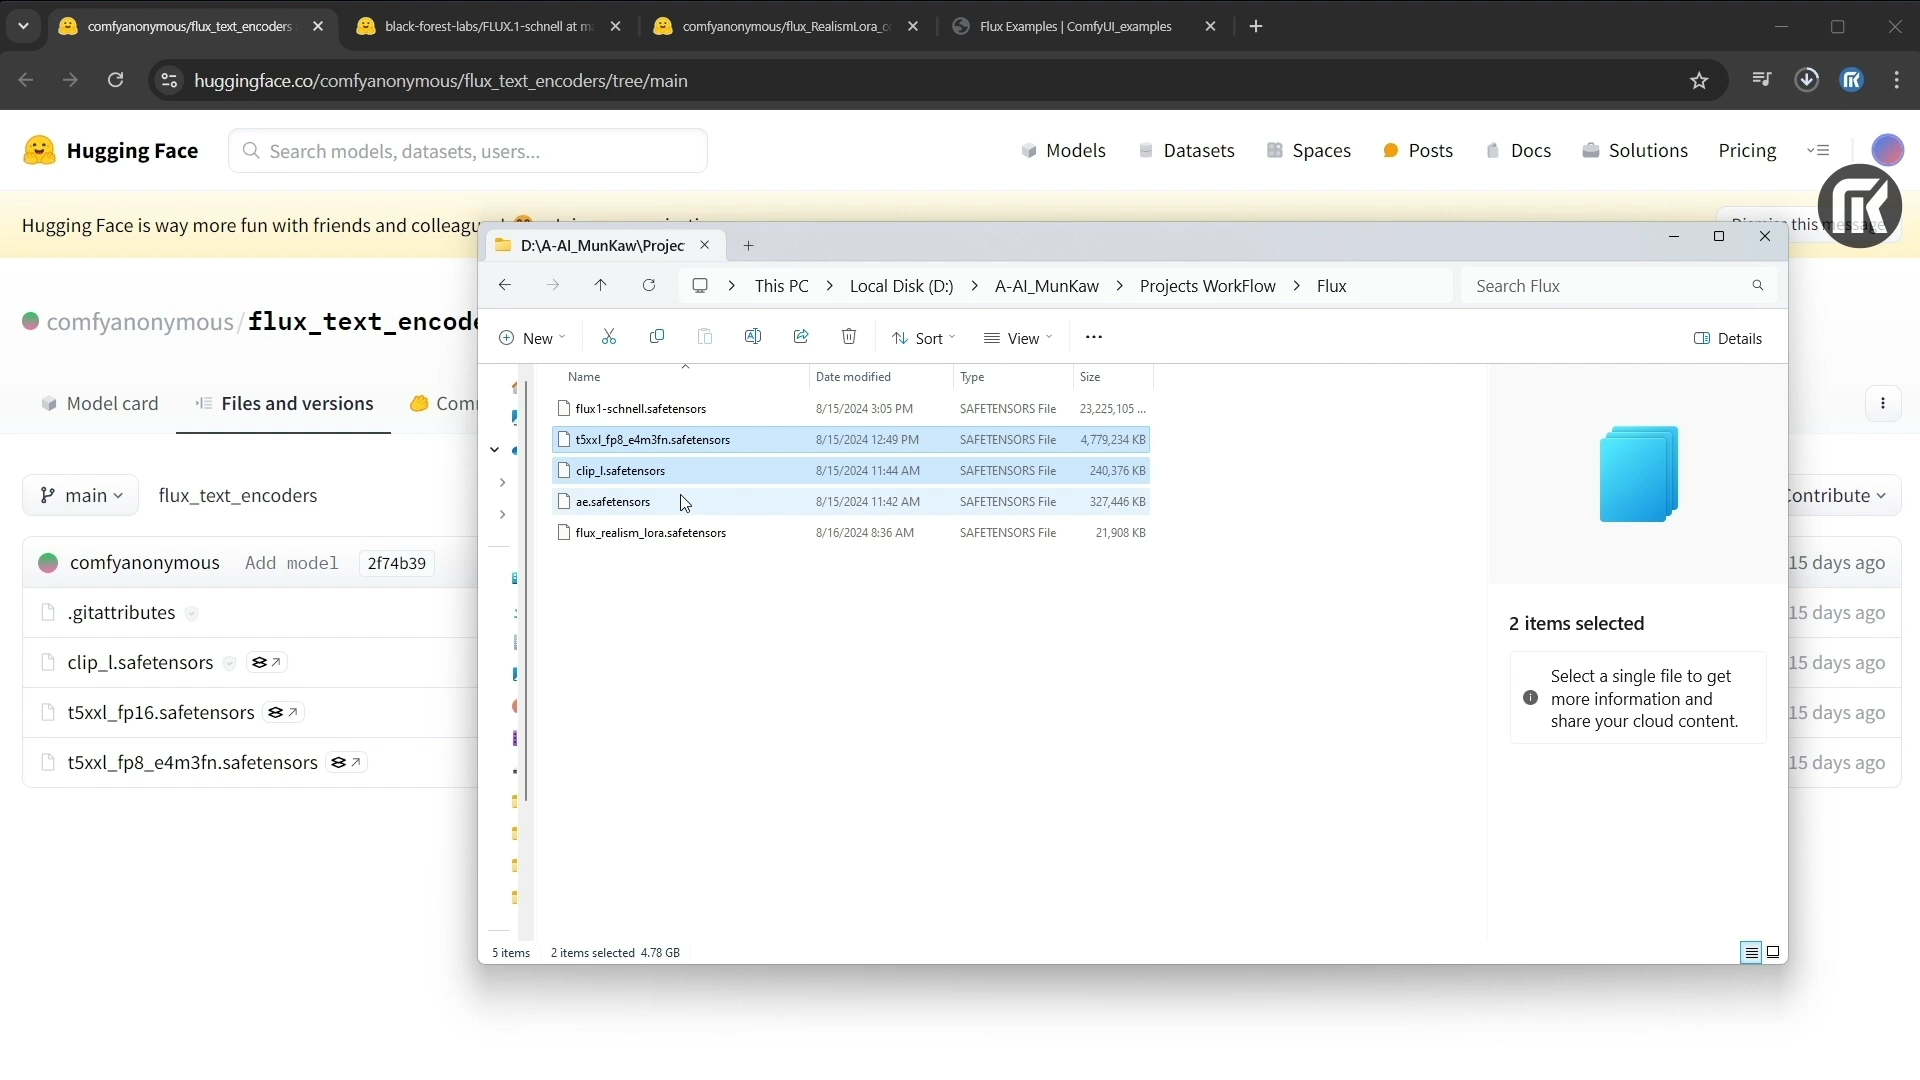 comfyanonymous/flux_text_encoders
black-forest-labs/FLUX.1-schnell at m
comfyanonymous/flux_RealismLora_c
Flux Examples | ComfyUI_examples
huggingface.co/comfyanonymous/flux_text_encoders/tree/main
Hugging Face
Search models, datasets, users...
Models
Datasets
Spaces
Posts
Docs
Solutions
Pricing
Hugging Face is way more fun with friends and colleagu
Dismiss this message
comfyanonymous/flux_text_encode
Model card
Files and versions
Com
main
flux_text_encoders
Contribute
comfyanonymous Add model 2f74b39
15 days ago
.gitattributes
15 days ago
clip_l.safetensors
15 days ago
t5xxl_fp16.safetensors
15 days ago
t5xxl_fp8_e4m3fn.safetensors
15 days ago
D:\A-AI_MunKaw\Projec
This PC > Local Disk (D:) > A-AI_MunKaw > Projects WorkFlow > Flux
Search Flux
New
Sort
View
Details
Name Date modified Type Size
flux1-schnell.safetensors 8/15/2024 3:05 PM SAFETENSORS File 23,225,105 ...
t5xxl_fp8_e4m3fn.safetensors 8/15/2024 12:49 PM SAFETENSORS File 4,779,234 KB
clip_l.safetensors 8/15/2024 11:44 AM SAFETENSORS File 240,376 KB
ae.safetensors 8/15/2024 11:42 AM SAFETENSORS File 327,446 KB
flux_realism_lora.safetensors 8/16/2024 8:36 AM SAFETENSORS File 21,908 KB
2 items selected
Select a single file to get
more information and
share your cloud content.
5 items 2 items selected 4.78 GB